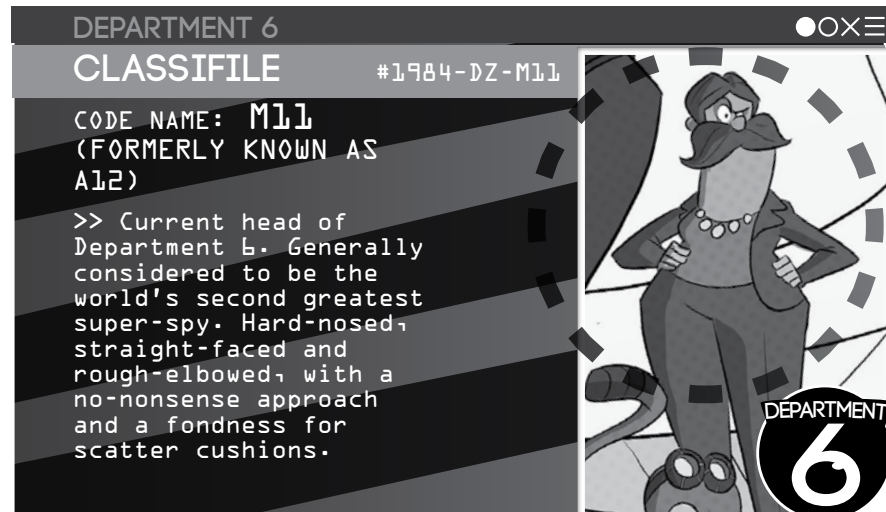 DEPARTMENT 6
CLASSIFILE #1984-DZ-M11
CODE NAME: M11
(FORMERLY KNOWN AS
A12)
>> Current head of
Department 6. Generally
considered to be the
world's second greatest
super-spy. Hard-nosed,
straight-faced and
rough-elbowed, with a
no-nonsense approach
and a fondness for
scatter cushions.
DEPARTMENT
6